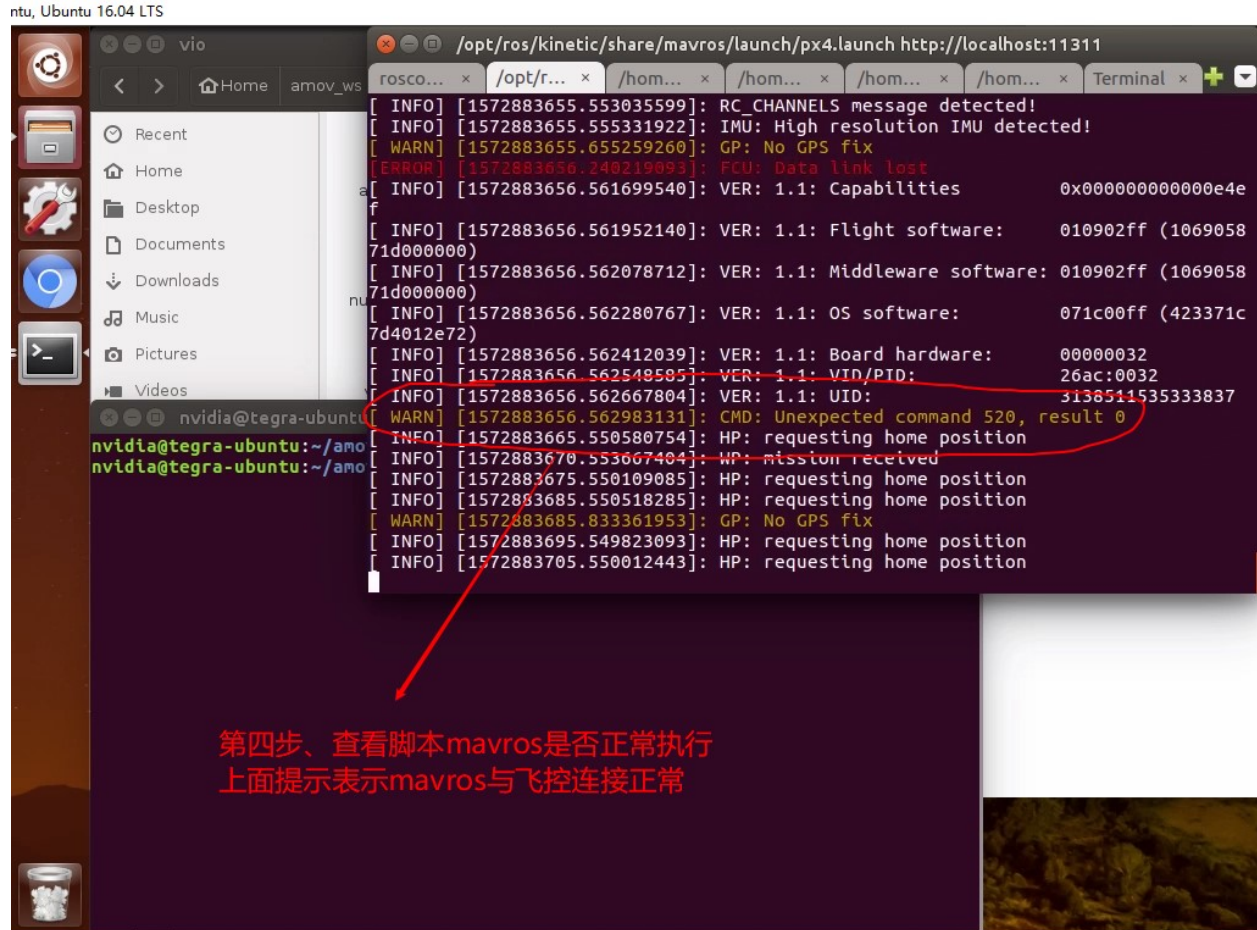 ntu, Ubuntu 16.04 LTS
vio
/opt/ros/kinetic/share/mavros/launch/px4.launch http://localhost:11311
Home amov_ws
rosco... × /opt/r... × /hom... × /hom... × /hom... × /hom... × Terminal ×
Recent
Home
Desktop
Documents
Downloads
Music
Pictures
Videos
nu
[ INFO] [1572883655.553035599]: RC_CHANNELS message detected!
[ INFO] [1572883655.555331922]: IMU: High resolution IMU detected!
[ WARN] [1572883655.655259260]: GP: No GPS fix
[ERROR] [1572883656.240219093]: FCU: Data link lost
[ INFO] [1572883656.561699540]: VER: 1.1: Capabilities 0x000000000000e4e
f
[ INFO] [1572883656.561952140]: VER: 1.1: Flight software: 010902ff (1069058
71d000000)
[ INFO] [1572883656.562078712]: VER: 1.1: Middleware software: 010902ff (1069058
71d000000)
[ INFO] [1572883656.562280767]: VER: 1.1: OS software: 071c00ff (423371c
7d4012e72)
[ INFO] [1572883656.562412039]: VER: 1.1: Board hardware: 00000032
[ INFO] [1572883656.562548585]: VER: 1.1: VID/PID: 26ac:0032
[ INFO] [1572883656.562667804]: VER: 1.1: UID: 3138511535333837
[ WARN] [1572883656.562983131]: CMD: Unexpected command 520, result 0
[ INFO] [1572883665.550580754]: HP: requesting home position
[ INFO] [1572883670.553667404]: WP: mission received
[ INFO] [1572883675.550109085]: HP: requesting home position
[ INFO] [1572883685.550518285]: HP: requesting home position
[ WARN] [1572883685.833361953]: GP: No GPS fix
[ INFO] [1572883695.549823093]: HP: requesting home position
[ INFO] [1572883705.550012443]: HP: requesting home position
nvidia@tegra-ubuntu
nvidia@tegra-ubuntu:~/amo
nvidia@tegra-ubuntu:~/amo
第四步、查看脚本mavros是否正常执行
上面提示表示mavros与飞控连接正常